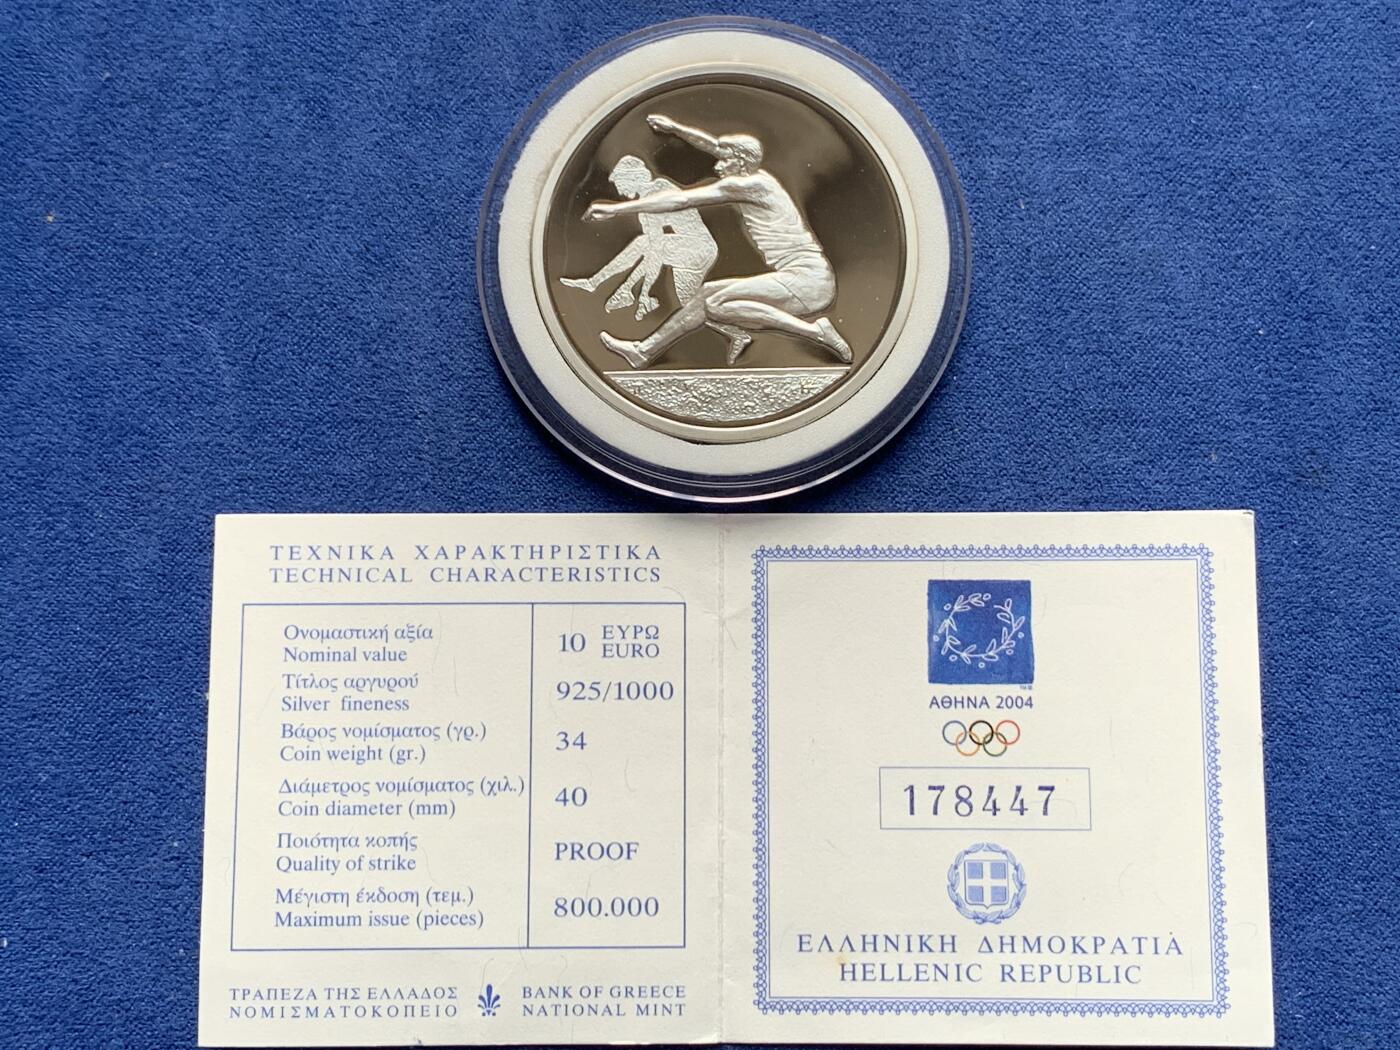 ΤΕΧΝΙΚΑ ΧΑΡΑΚΤΗΡΙΣΤΙΚΑ
TECHNICAL CHARACTERISTICS
Ονομαστική αξία
Nominal value
10 ΕΥΡΩ
EURO
Τίτλος αργυρού
Silver fineness
925/1000
Βάρος νομίσματος (γρ.)
Coin weight (gr.)
34
Διάμετρος νομίσματος (χιλ.)
Coin diameter (mm)
40
Ποιότητα κοπής
Quality of strike
PROOF
Μέγιστη έκδοση (τεμ.)
Maximum issue (pieces)
800.000
ΤΡΑΠΕΖΑ ΤΗΣ ΕΛΛΑΔΟΣ
ΝΟΜΙΣΜΑΤΟΚΟΠΕΙΟ
BANK OF GREECE
NATIONAL MINT
ΑΘΗΝΑ 2004
178447
ΕΛΛΗΝΙΚΗ ΔΗΜΟΚΡΑΤΙΑ
HELLENIC REPUBLIC